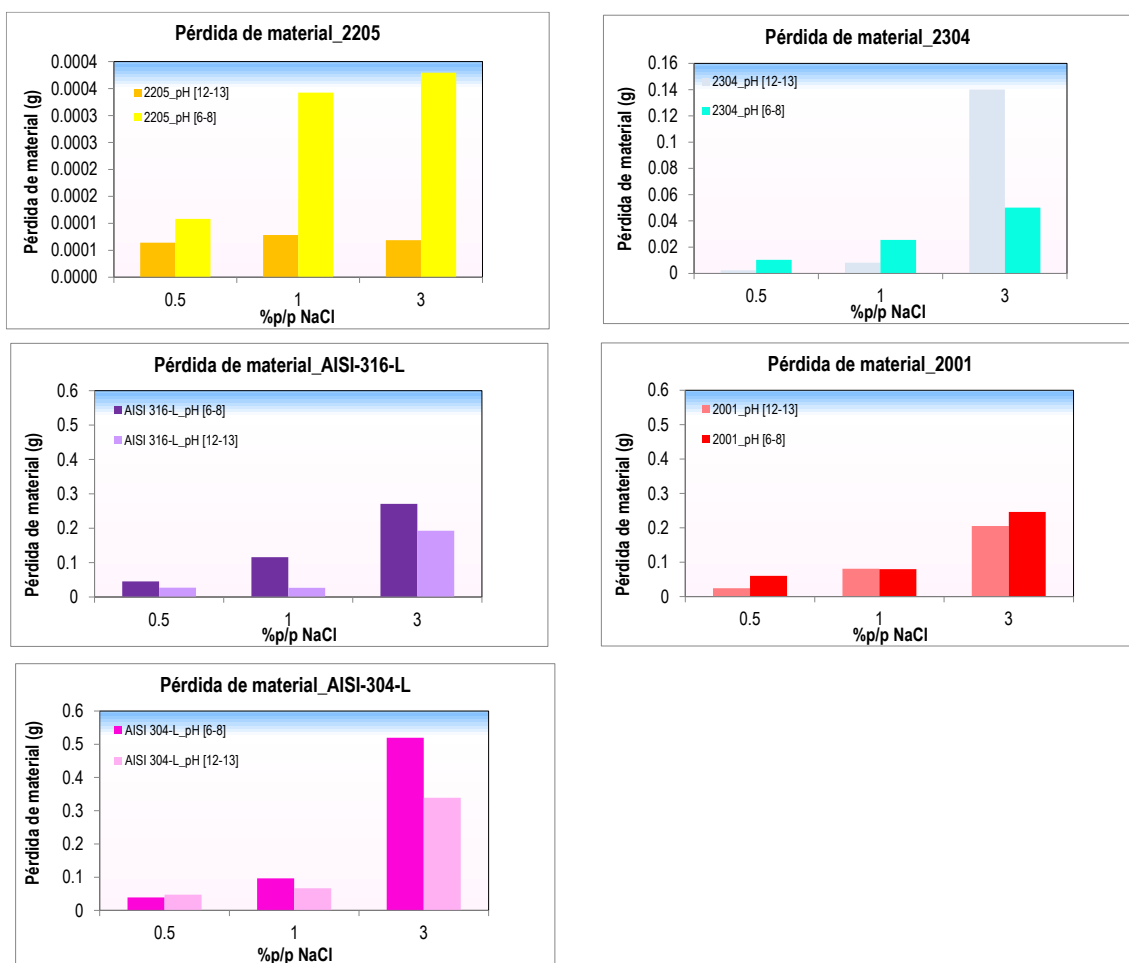 Pérdida de material_2205
Pérdida de material (g)
0.0004
0.0004
0.0003
0.0003
0.0002
0.0002
0.0001
0.0001
0.0000
2205_pH [12-13]
2205_pH [6-8]
0.5 1 3
%p/p NaCl
Pérdida de material_2304
Pérdida de material (g)
0.16
0.14
0.12
0.1
0.08
0.06
0.04
0.02
0
2304_pH [12-13]
2304_pH [6-8]
0.5 1 3
%p/p NaCl
Pérdida de material_AISI-316-L
Pérdida de material (g)
0.6
0.5
0.4
0.3
0.2
0.1
0
AISI 316-L_pH [6-8]
AISI 316-L_pH [12-13]
0.5 1 3
%p/p NaCl
Pérdida de material_2001
Pérdida de material (g)
0.6
0.5
0.4
0.3
0.2
0.1
0
2001_pH [12-13]
2001_pH [6-8]
0.5 1 3
%p/p NaCl
Pérdida de material_AISI-304-L
Pérdida de material (g)
0.6
0.5
0.4
0.3
0.2
0.1
0
AISI 304-L_pH [6-8]
AISI 304-L_pH [12-13]
0.5 1 3
%p/p NaCl